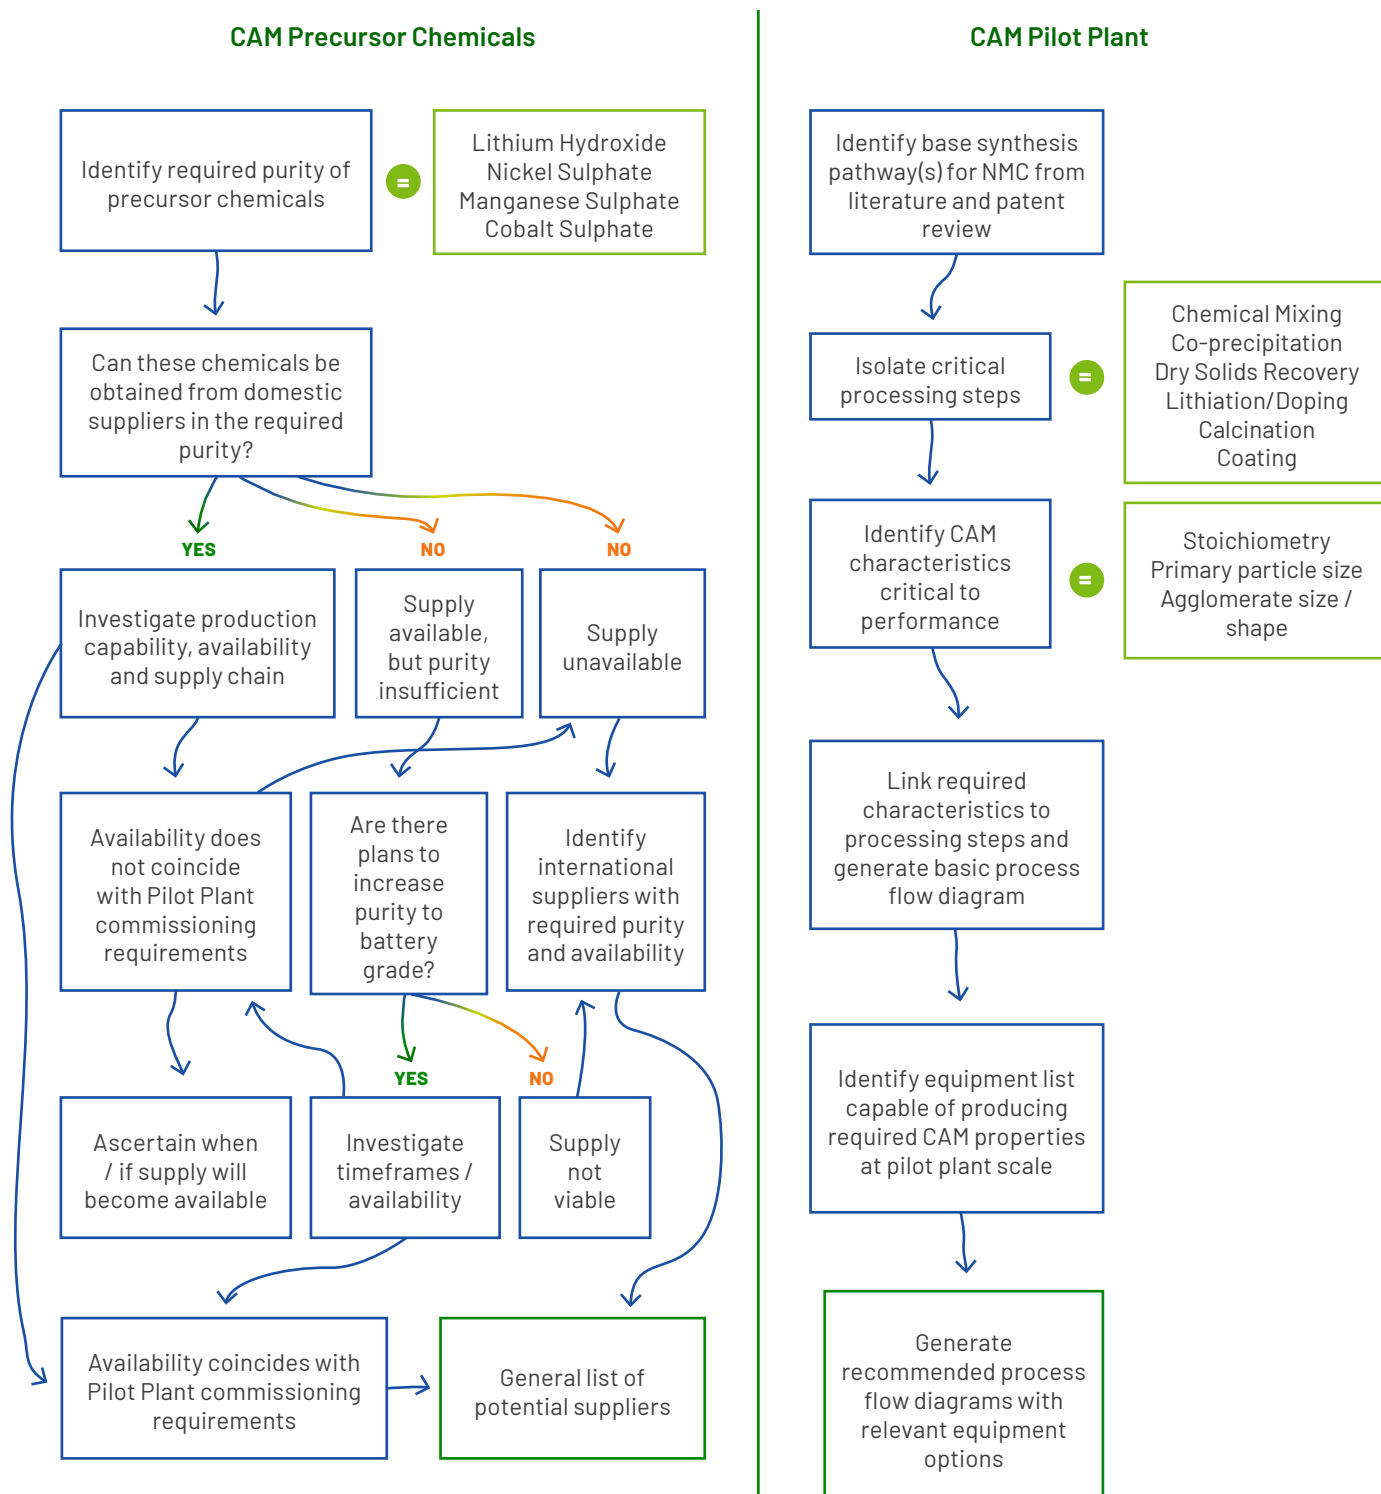 CAM Precursor Chemicals
Identify required purity of
precursor chemicals
=
Lithium Hydroxide
Nickel Sulphate
Manganese Sulphate
Cobalt Sulphate
Can these chemicals be
obtained from domestic
suppliers in the required
purity?
YES
NO
NO
Investigate production
capability, availability
and supply chain
Supply
available,
but purity
insufficient
Supply
unavailable
Availability does
not coincide
with Pilot Plant
commissioning
requirements
Are there
plans to
increase
purity to
battery
grade?
Identify
international
suppliers with
required purity
and availability
YES
NO
Ascertain when
/ if supply will
become available
Investigate
timeframes /
availability
Supply
not
viable
Availability coincides with
Pilot Plant commissioning
requirements
General list of
potential suppliers
CAM Pilot Plant
Identify base synthesis
pathway(s) for NMC from
literature and patent
review
Isolate critical
processing steps
=
Chemical Mixing
Co-precipitation
Dry Solids Recovery
Lithiation/Doping
Calcination
Coating
Identify CAM
characteristics
critical to
performance
=
Stoichiometry
Primary particle size
Agglomerate size /
shape
Link required
characteristics to
processing steps and
generate basic process
flow diagram
Identify equipment list
capable of producing
required CAM properties
at pilot plant scale
Generate
recommended process
flow diagrams with
relevant equipment
options